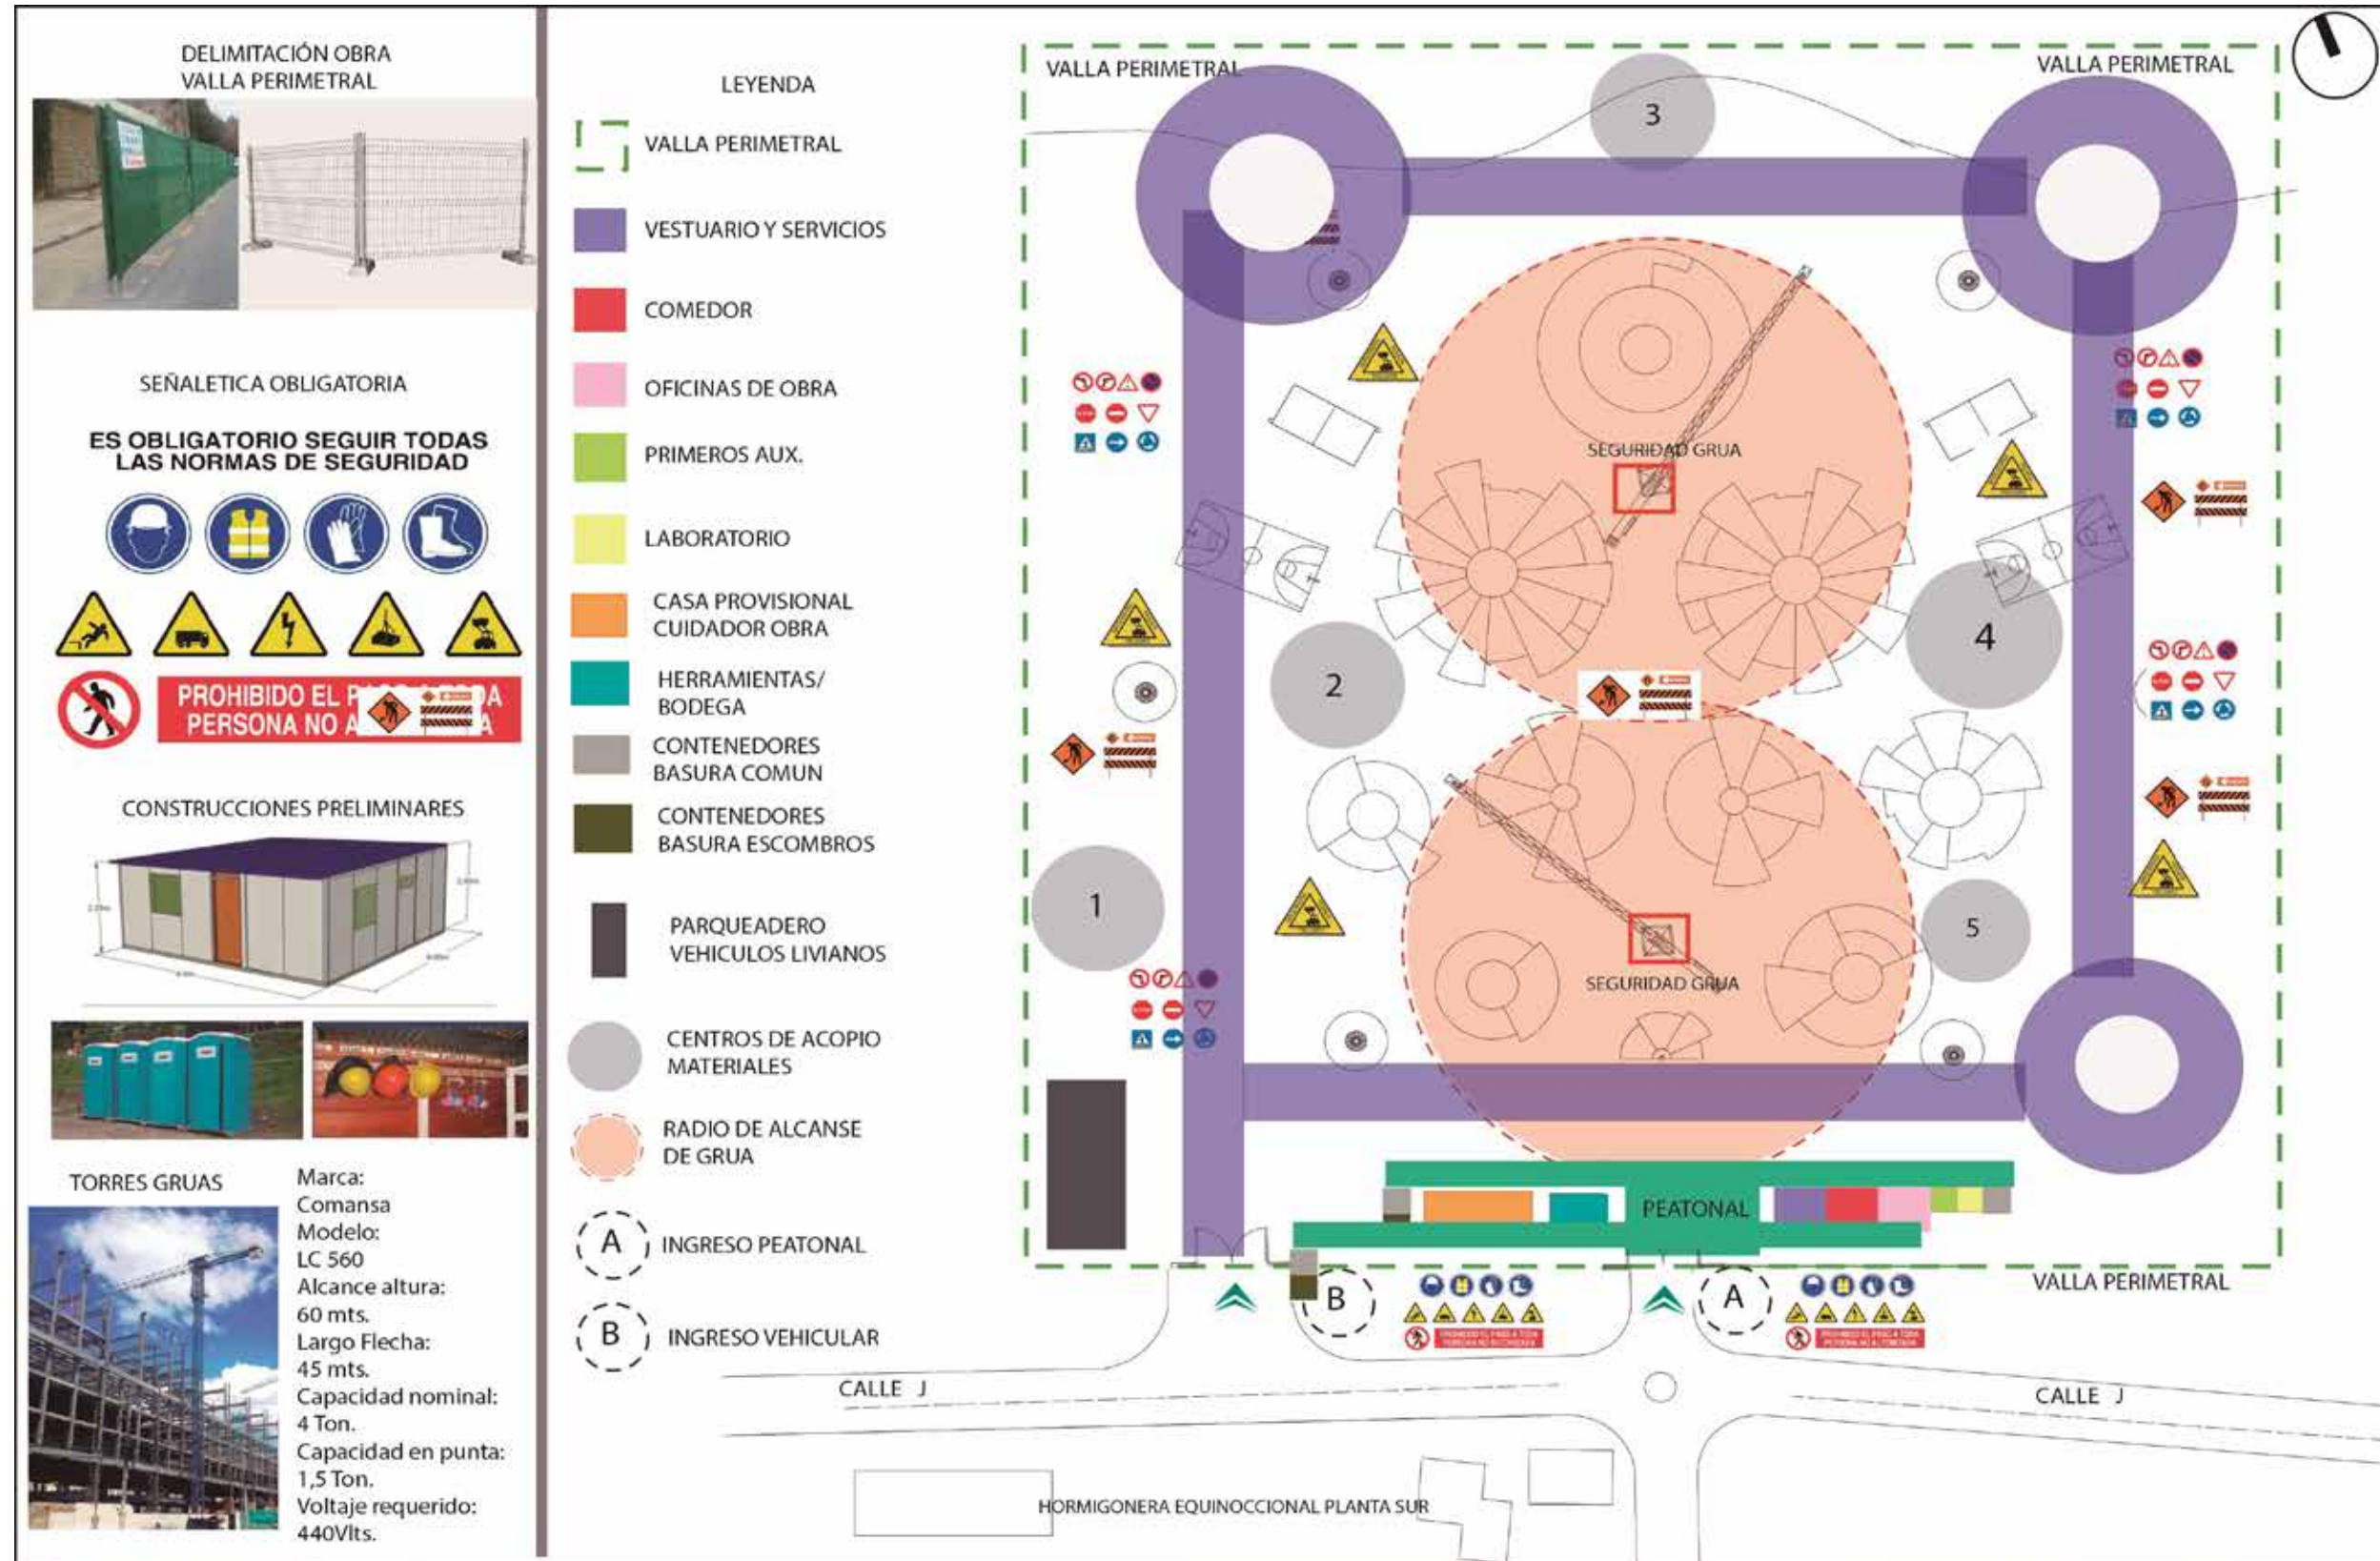 DELIMITACIÓN OBRA
VALLA PERIMETRAL
SEÑALETICA OBLIGATORIA
ES OBLIGATORIO SEGUIR TODAS
LAS NORMAS DE SEGURIDAD
PROHIBIDO EL
PERSONA NO
CONSTRUCCIONES PRELIMINARES
TORRES GRUAS
Marca:
Comansa
Modelo:
LC 560
Alcance altura:
60 mts.
Largo Flecha:
45 mts.
Capacidad nominal:
4 Ton.
Capacidad en punta:
1,5 Ton.
Voltaje requerido:
440Vlts.
LEYENDA
VALLA PERIMETRAL
VESTUARIO Y SERVICIOS
COMEDOR
OFICINAS DE OBRA
PRIMEROS AUX.
LABORATORIO
CASA PROVISIONAL
CUIDADOR OBRA
HERRAMIENTAS/
BODEGA
CONTENEDORES
BASURA COMUN
CONTENEDORES
BASURA ESCOMBROS
PARQUEADERO
VEHICULOS LIVIANOS
CENTROS DE ACOPIO
MATERIALES
RADIO DE ALCANSE
DE GRUA
A
INGRESO PEATONAL
B
INGRESO VEHICULAR
VALLA PERIMETRAL
VALLA PERIMETRAL
3
SEGURIDAD GRUA
4
2
1
5
SEGURIDAD GRUA
PEATONAL
VALLA PERIMETRAL
B
A
CALLE J
CALLE J
HORMIGONERA EQUINOCCIONAL PLANTA SUR